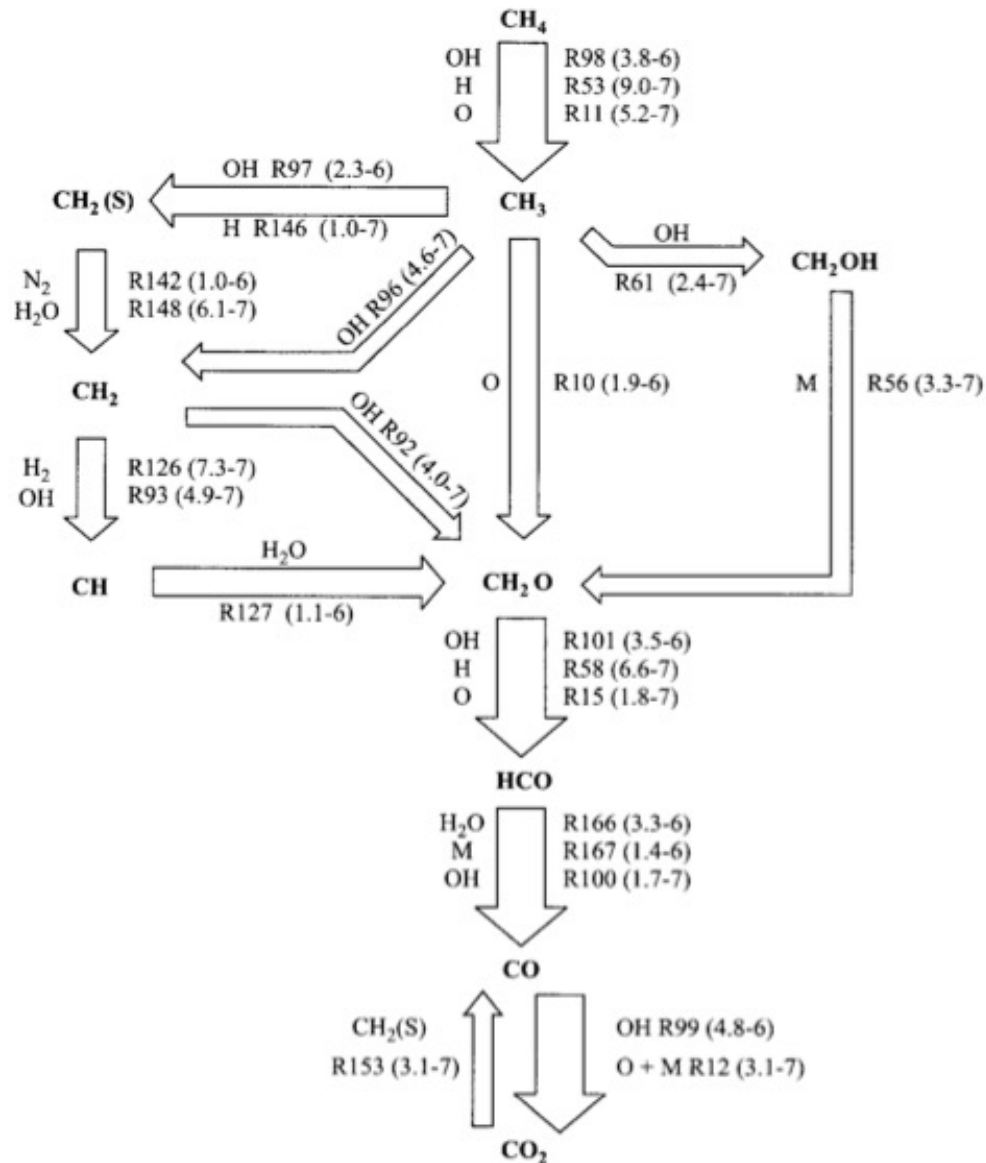 CH₄
OH R98 (3.8-6)
H R53 (9.0-7)
O R11 (5.2-7)
OH R97 (2.3-6)
CH₂ (S)
CH₃
H R146 (1.0-7)
OH
CH₂OH
R61 (2.4-7)
N₂ R142 (1.0-6)
H₂O R148 (6.1-7)
OH R96 (4.6-7)
CH₂
O R10 (1.9-6)
M R56 (3.3-7)
OH R92 (4.0-7)
H₂ R126 (7.3-7)
OH R93 (4.9-7)
H₂O
CH
CH₂ O
R127 (1.1-6)
OH R101 (3.5-6)
H R58 (6.6-7)
O R15 (1.8-7)
HCO
H₂O R166 (3.3-6)
M R167 (1.4-6)
OH R100 (1.7-7)
CO
CH₂(S)
R153 (3.1-7)
OH R99 (4.8-6)
O + M R12 (3.1-7)
CO₂